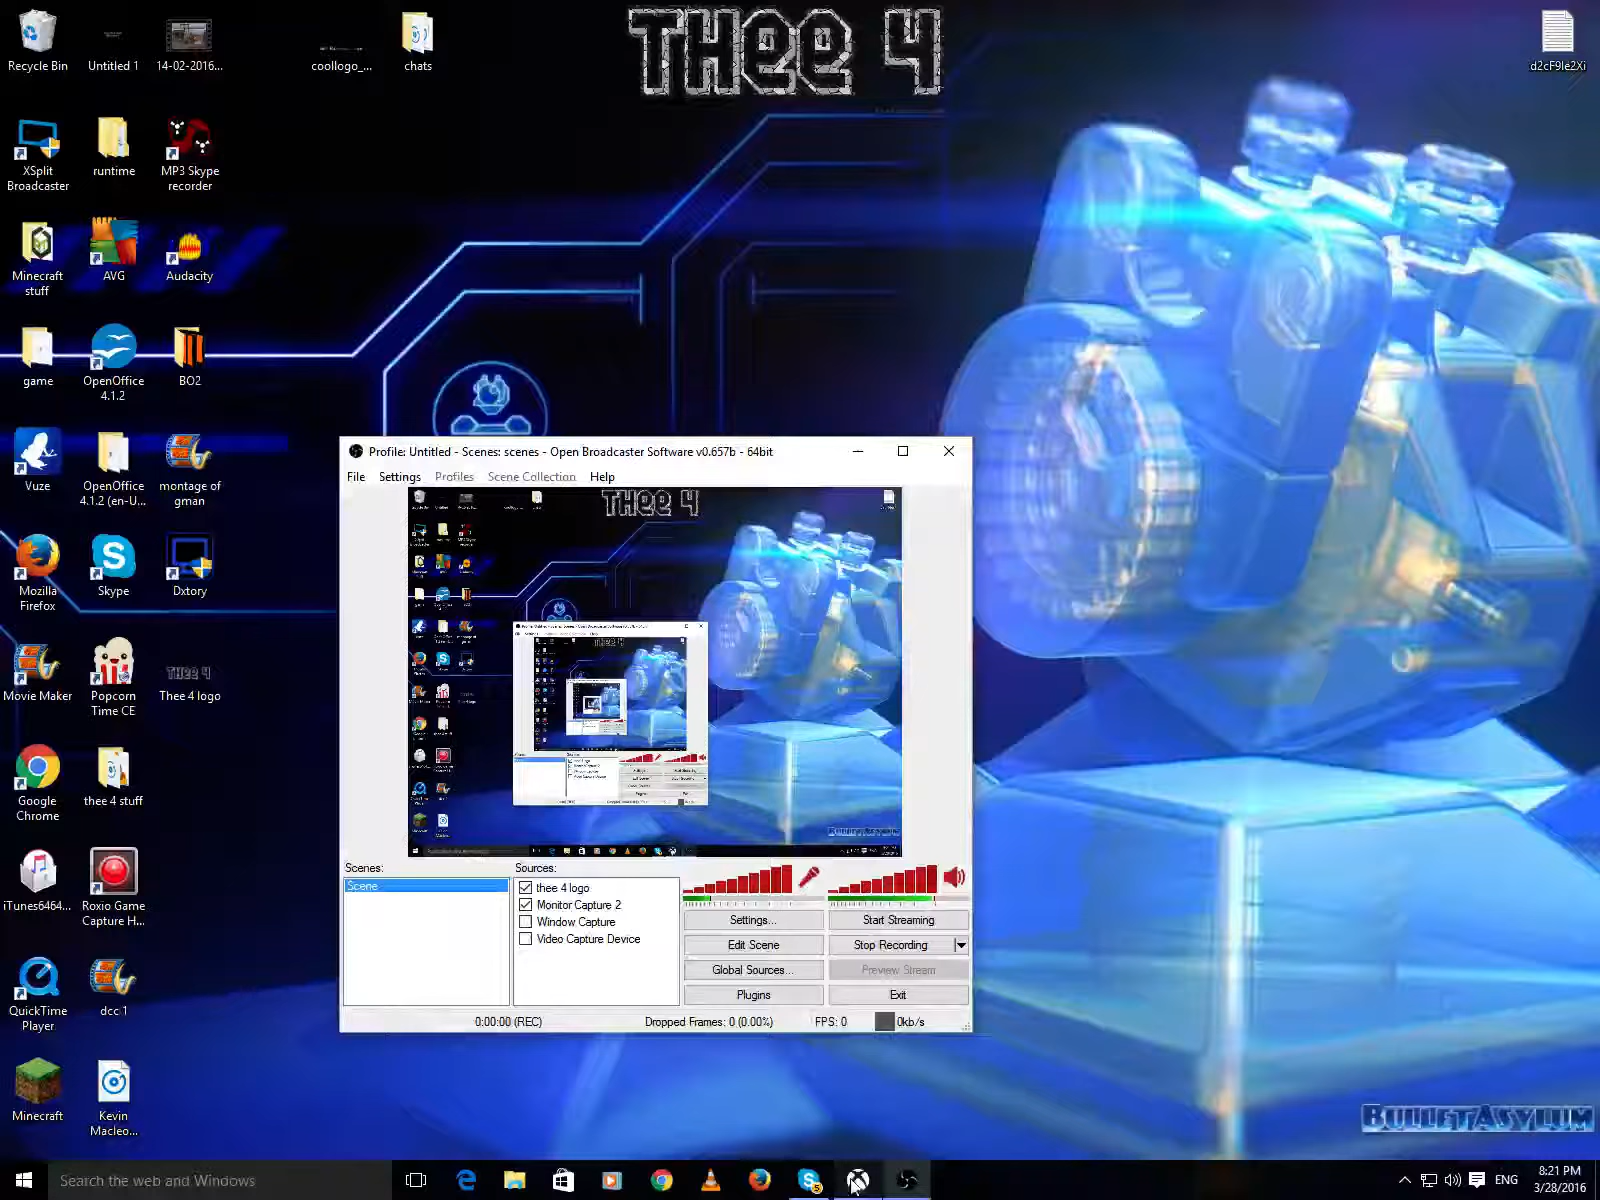 THee 4
Recycle Bin
Untitled 1
14-02-2016...
coollogo_...
chats
d2cF9Ie2Xi
XSplit
Broadcaster
runtime
MP3 Skype
recorder
Minecraft
stuff
AVG
Audacity
game
OpenOffice
4.1.2
BO2
Vuze
OpenOffice
4.1.2 (en-U...
montage of
gman
Mozilla
Firefox
Skype
Dxtory
Movie Maker
Popcorn
Time CE
THee 4
Thee 4 logo
Google
Chrome
thee 4 stuff
iTunes6464...
Roxio Game
Capture H...
QuickTime
Player
dcc 1
Minecraft
Kevin
Macleo...
Profile: Untitled - Scenes: scenes - Open Broadcaster Software v0.657b - 64bit
File Settings Profiles Scene Collection Help
THee 4
Scenes:
Scene
Sources:
thee 4 logo
Monitor Capture 2
Window Capture
Video Capture Device
Settings...
Start Streaming
Edit Scene
Stop Recording
Global Sources...
Preview Stream
Plugins
Exit
0:00:00 (REC)
Dropped Frames: 0 (0.00%)
FPS: 0
0kb/s
BulletAsylum
Search the web and Windows
5
ENG
8:21 PM
3/28/2016